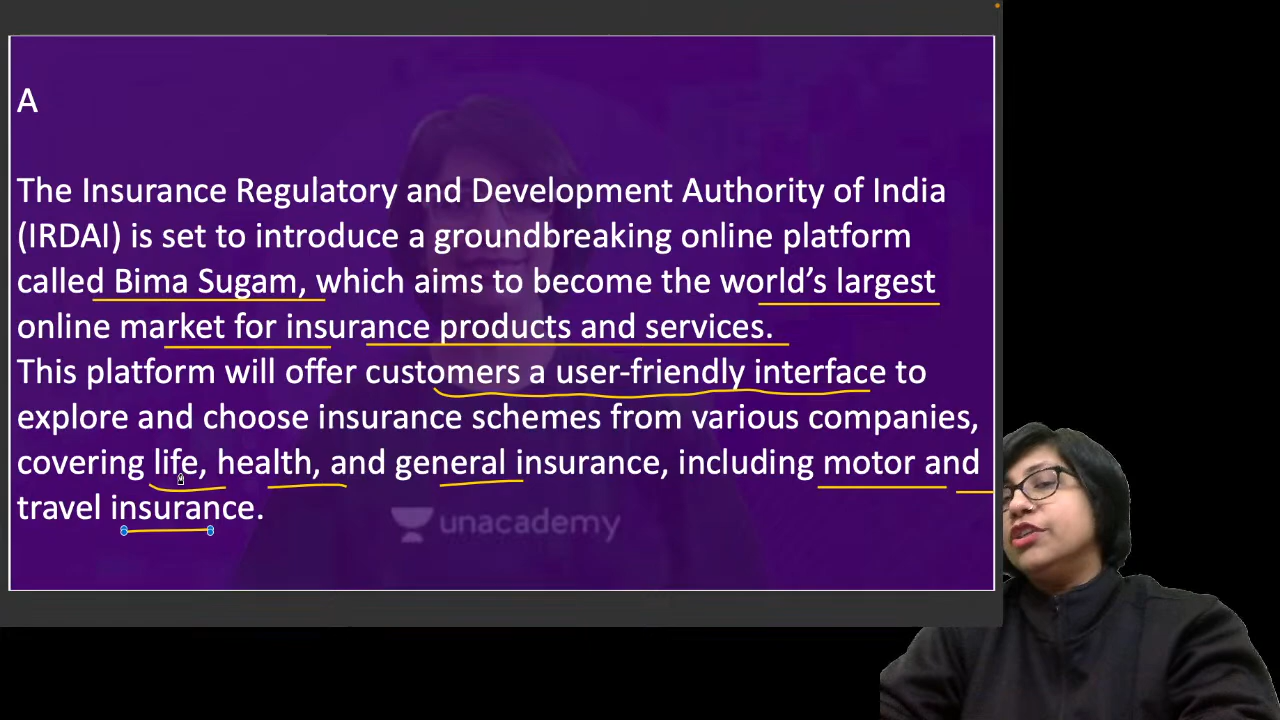 A
The Insurance Regulatory and Development Authority of India
(IRDAI) is set to introduce a groundbreaking online platform
called Bima Sugam, which aims to become the world’s largest
online market for insurance products and services.
This platform will offer customers a user-friendly interface to
explore and choose insurance schemes from various companies,
covering life, health, and general insurance, including motor and
travel insurance.
unacademy